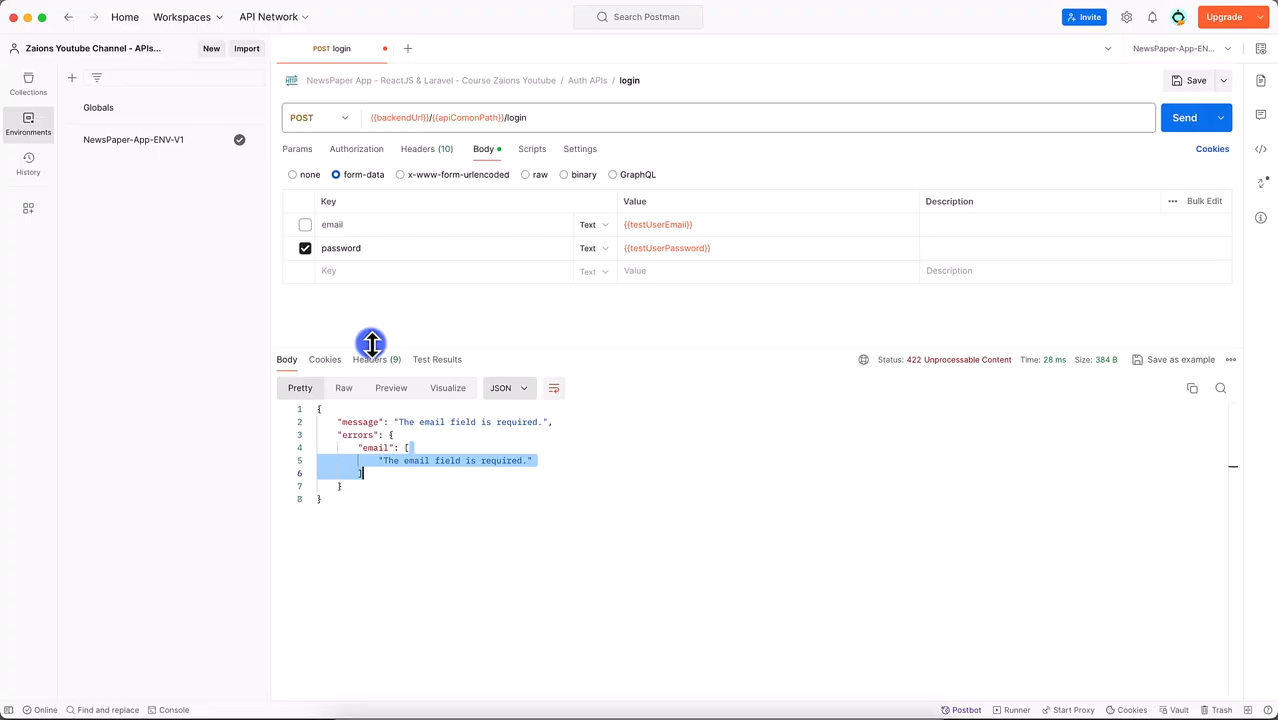 Home Workspaces API Network Search Postman Invite Upgrade
Zaions Youtube Channel - APIs... New Import POST login NewsPaper-App-EN...
Collections
Environments
History
Globals
NewsPaper-App-ENV-V1
HTTP NewsPaper App - ReactJS & Laravel - Course Zaions Youtube / Auth APIs / login Save
POST {{backendUrl}}/{{apiComonPath}}/login Send
Params Authorization Headers (10) Body Scripts Settings Cookies
none form-data x-www-form-urlencoded raw binary GraphQL
Key Value Description Bulk Edit
email Text {{testUserEmail}}
password Text {{testUserPassword}}
Key Text Value Description
Body Cookies Headers (9) Test Results Status: 422 Unprocessable Content Time: 28 ms Size: 384 B Save as example
Pretty Raw Preview Visualize JSON
1 {
2 "message": "The email field is required.",
3 "errors": {
4 "email": [
5 "The email field is required."
6 ]
7 }
8 }
Online Find and replace Console Postbot Runner Start Proxy Cookies Vault Trash